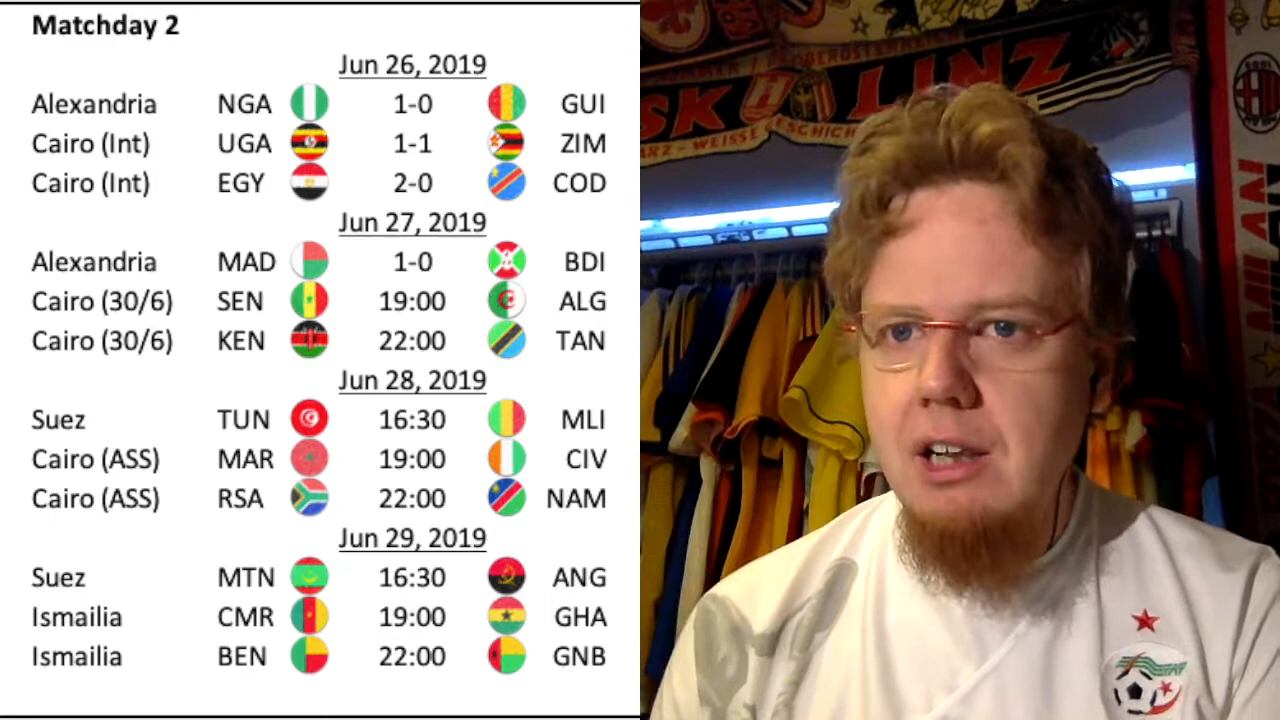 Matchday 2
Jun 26, 2019
Alexandria NGA 1-0 GUI
Cairo (Int) UGA 1-1 ZIM
Cairo (Int) EGY 2-0 COD
Jun 27, 2019
Alexandria MAD 1-0 BDI
Cairo (30/6) SEN 19:00 ALG
Cairo (30/6) KEN 22:00 TAN
Jun 28, 2019
Suez TUN 16:30 MLI
Cairo (ASS) MAR 19:00 CIV
Cairo (ASS) RSA 22:00 NAM
Jun 29, 2019
Suez MTN 16:30 ANG
Ismailia CMR 19:00 GHA
Ismailia BEN 22:00 GNB
OBERÖSTERREICH
SK LINZ
ARZ - WEISSE
MILAN